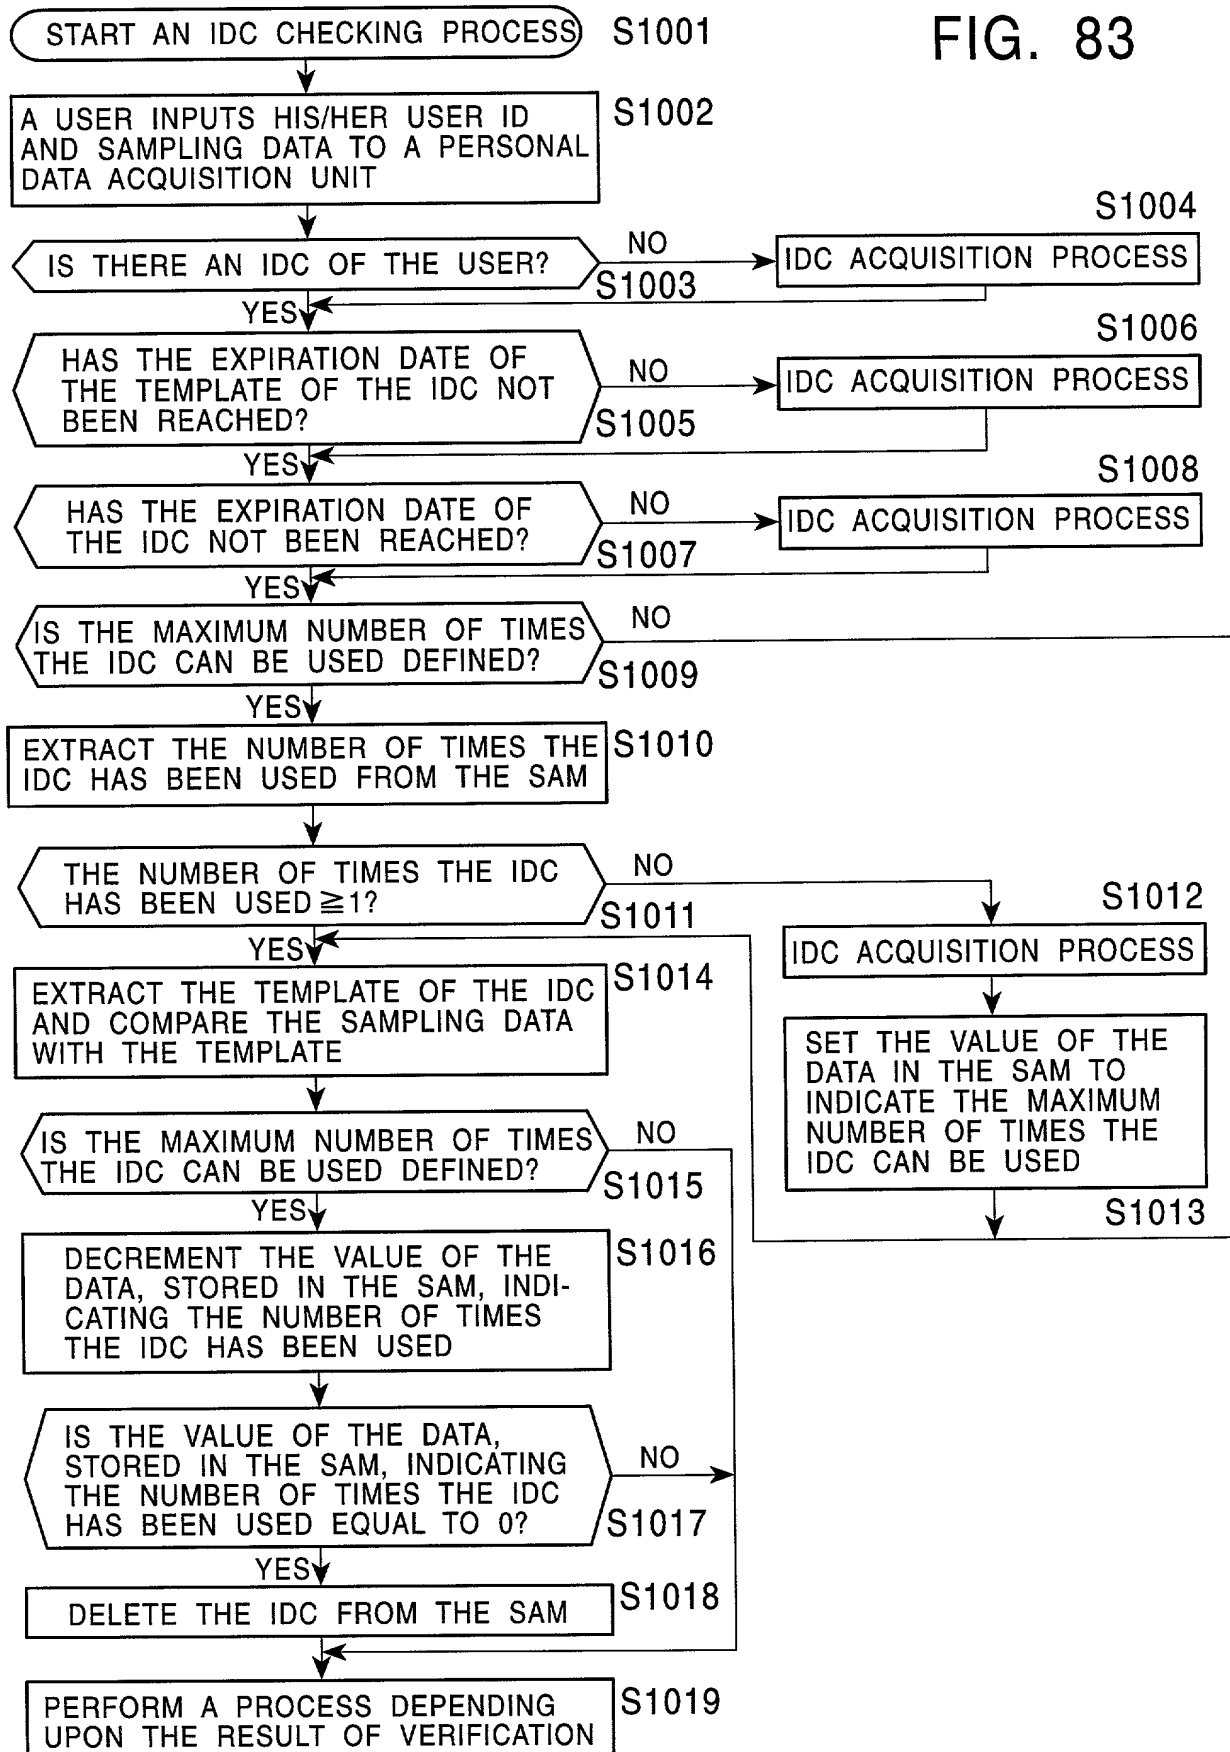 FIG. 83
START AN IDC CHECKING PROCESS
S1001
A USER INPUTS HIS/HER USER ID
AND SAMPLING DATA TO A PERSONAL
DATA ACQUISITION UNIT
S1002
IS THERE AN IDC OF THE USER?
NO
S1003
YES
S1004
IDC ACQUISITION PROCESS
HAS THE EXPIRATION DATE OF
THE TEMPLATE OF THE IDC NOT
BEEN REACHED?
NO
S1005
YES
S1006
IDC ACQUISITION PROCESS
HAS THE EXPIRATION DATE OF
THE IDC NOT BEEN REACHED?
NO
S1007
YES
S1008
IDC ACQUISITION PROCESS
IS THE MAXIMUM NUMBER OF TIMES
THE IDC CAN BE USED DEFINED?
NO
S1009
YES
EXTRACT THE NUMBER OF TIMES THE
IDC HAS BEEN USED FROM THE SAM
S1010
THE NUMBER OF TIMES THE IDC
HAS BEEN USED ≧1?
NO
S1011
YES
S1012
IDC ACQUISITION PROCESS
SET THE VALUE OF THE
DATA IN THE SAM TO
INDICATE THE MAXIMUM
NUMBER OF TIMES THE
IDC CAN BE USED
S1013
EXTRACT THE TEMPLATE OF THE IDC
AND COMPARE THE SAMPLING DATA
WITH THE TEMPLATE
S1014
IS THE MAXIMUM NUMBER OF TIMES
THE IDC CAN BE USED DEFINED?
NO
S1015
YES
DECREMENT THE VALUE OF THE
DATA, STORED IN THE SAM, INDI-
CATING THE NUMBER OF TIMES
THE IDC HAS BEEN USED
S1016
IS THE VALUE OF THE DATA,
STORED IN THE SAM, INDICATING
THE NUMBER OF TIMES THE IDC
HAS BEEN USED EQUAL TO 0?
NO
S1017
YES
DELETE THE IDC FROM THE SAM
S1018
PERFORM A PROCESS DEPENDING
UPON THE RESULT OF VERIFICATION
S1019